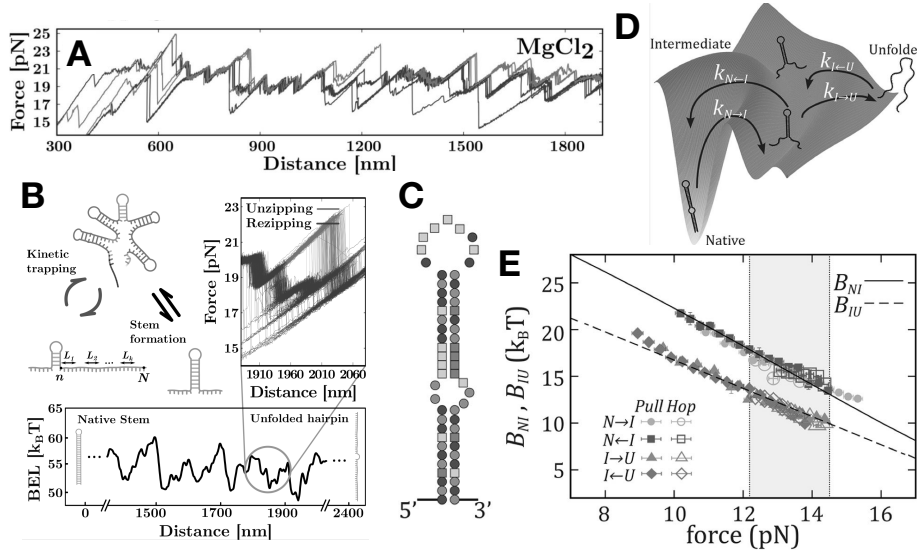 A
MgCl2
Force [pN]
25
23
21
19
17
15
300
600
900
1200
1500
1800
Distance [nm]
B
Kinetic
trapping
Stem
formation
L1 L2 ... Lk
n
N
Unzipping
Rezipping
Force [pN]
23
21
19
17
15
1910
1960
2010
2060
Distance [nm]
BEL [kBT]
65
60
55
50
Native Stem
Unfolded hairpin
...
...
0
1500
1700
1900
2400
Distance [nm]
C
5’
3’
D
Intermediate
Unfolde
kN←I
kI←U
kN→I
kI→U
Native
E
BNI , BIU (kBT)
25
20
15
10
5
BNI
BIU
Pull Hop
N→I
N←I
I→U
I←U
8
10
12
14
16
force (pN)